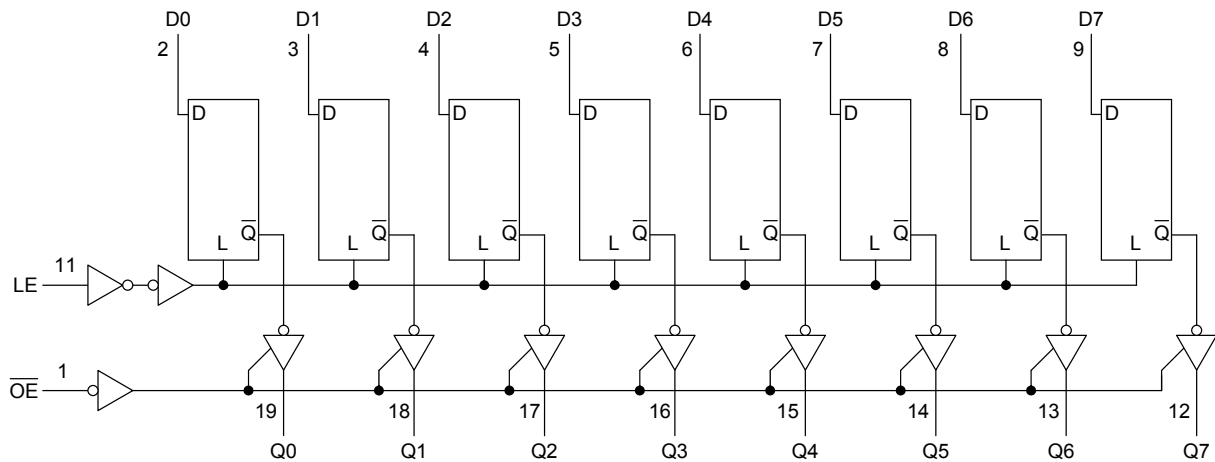 D0 D1 D2 D3 D4 D5 D6 D7
2 3 4 5 6 7 8 9
D D D D D D D D
Q̅ Q̅ Q̅ Q̅ Q̅ Q̅ Q̅ Q̅
L L L L L L L L
LE 11
O̅E̅ 1
19 18 17 16 15 14 13 12
Q0 Q1 Q2 Q3 Q4 Q5 Q6 Q7